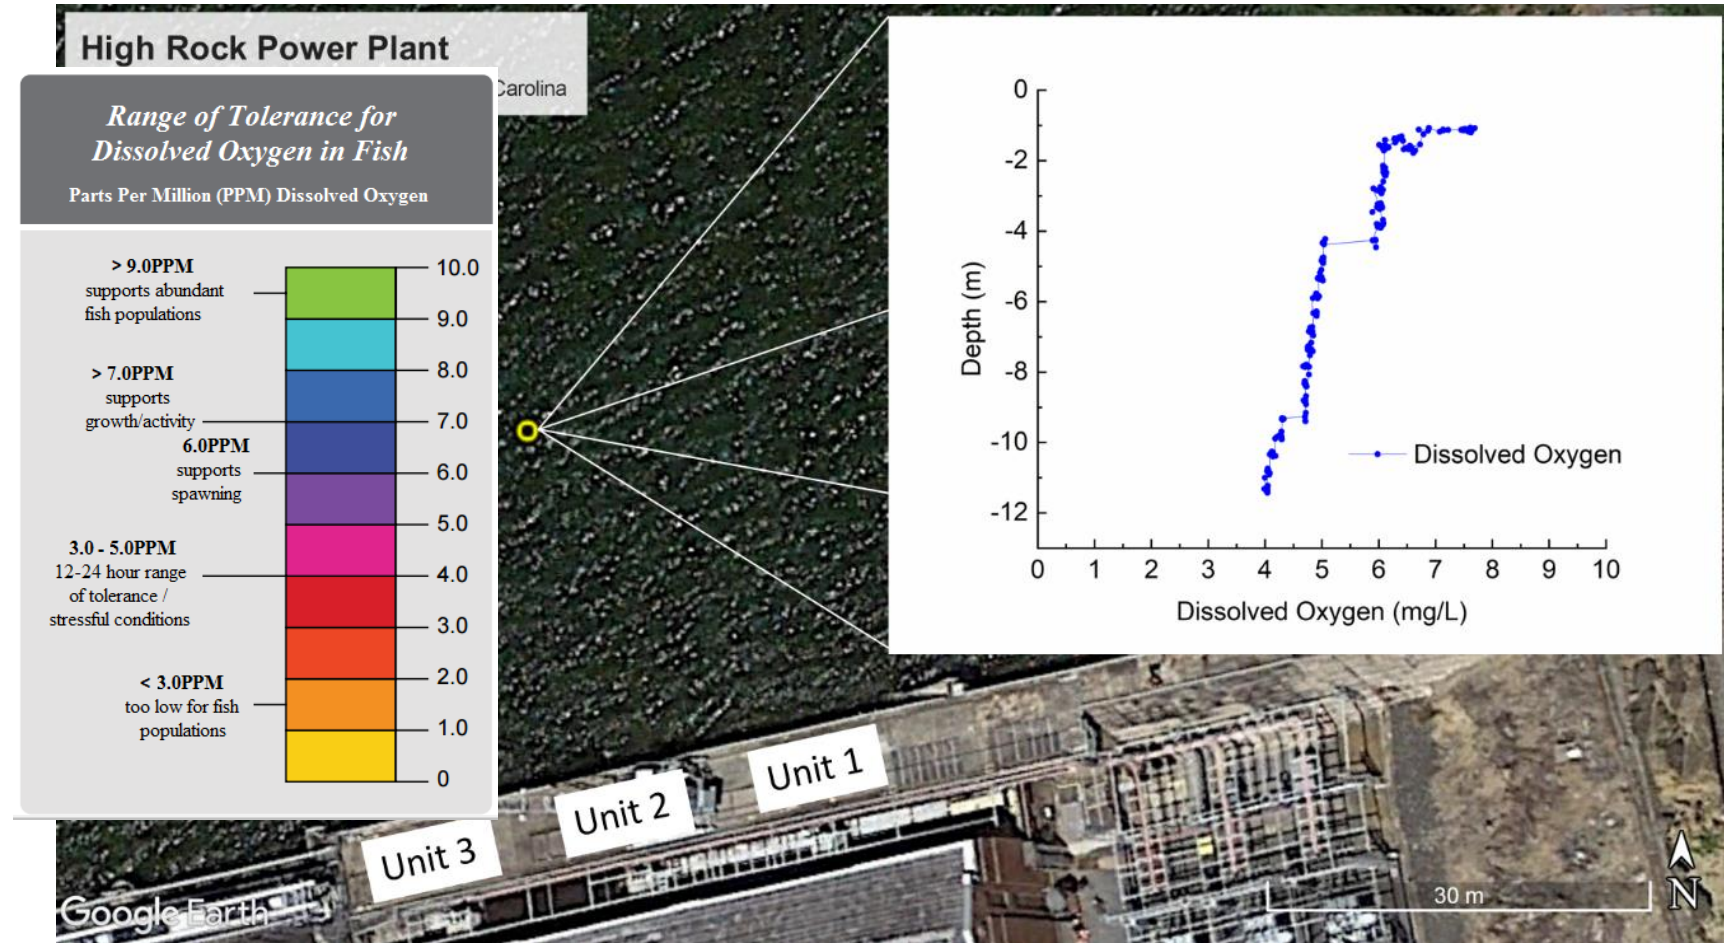 High Rock Power Plant
Carolina
Range of Tolerance for
Dissolved Oxygen in Fish
Parts Per Million (PPM) Dissolved Oxygen
> 9.0PPM
supports abundant
fish populations
> 7.0PPM
supports
growth/activity
6.0PPM
supports
spawning
3.0 - 5.0PPM
12-24 hour range
of tolerance /
stressful conditions
< 3.0PPM
too low for fish
populations
10.0
9.0
8.0
7.0
6.0
5.0
4.0
3.0
2.0
1.0
0
0
-2
-4
-6
-8
-10
-12
Depth (m)
Dissolved Oxygen
0 1 2 3 4 5 6 7 8 9 10
Dissolved Oxygen (mg/L)
Unit 1
Unit 2
Unit 3
Google Earth
30 m
N